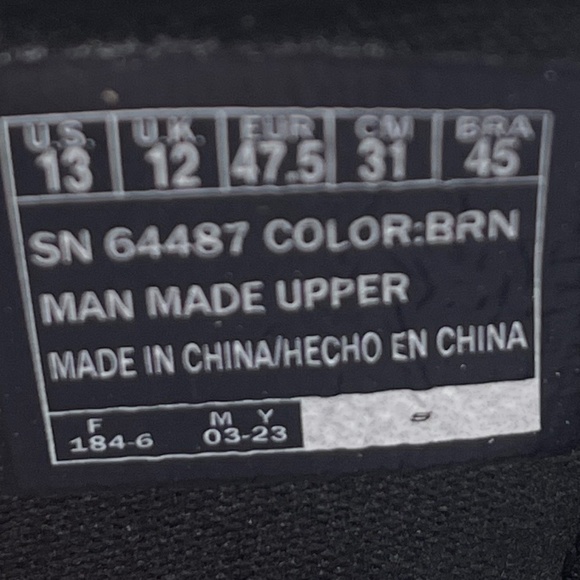 U.S. U.K. EUR CM BRA
13 12 47.5 31 45
SN 64487 COLOR:BRN
MAN MADE UPPER
MADE IN CHINA/HECHO EN CHINA
F M Y
184-6 03-23